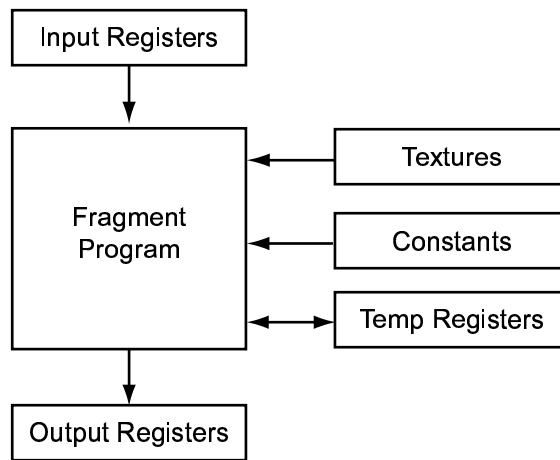 Input Registers
Textures
Fragment
Program
Constants
Temp Registers
Output Registers